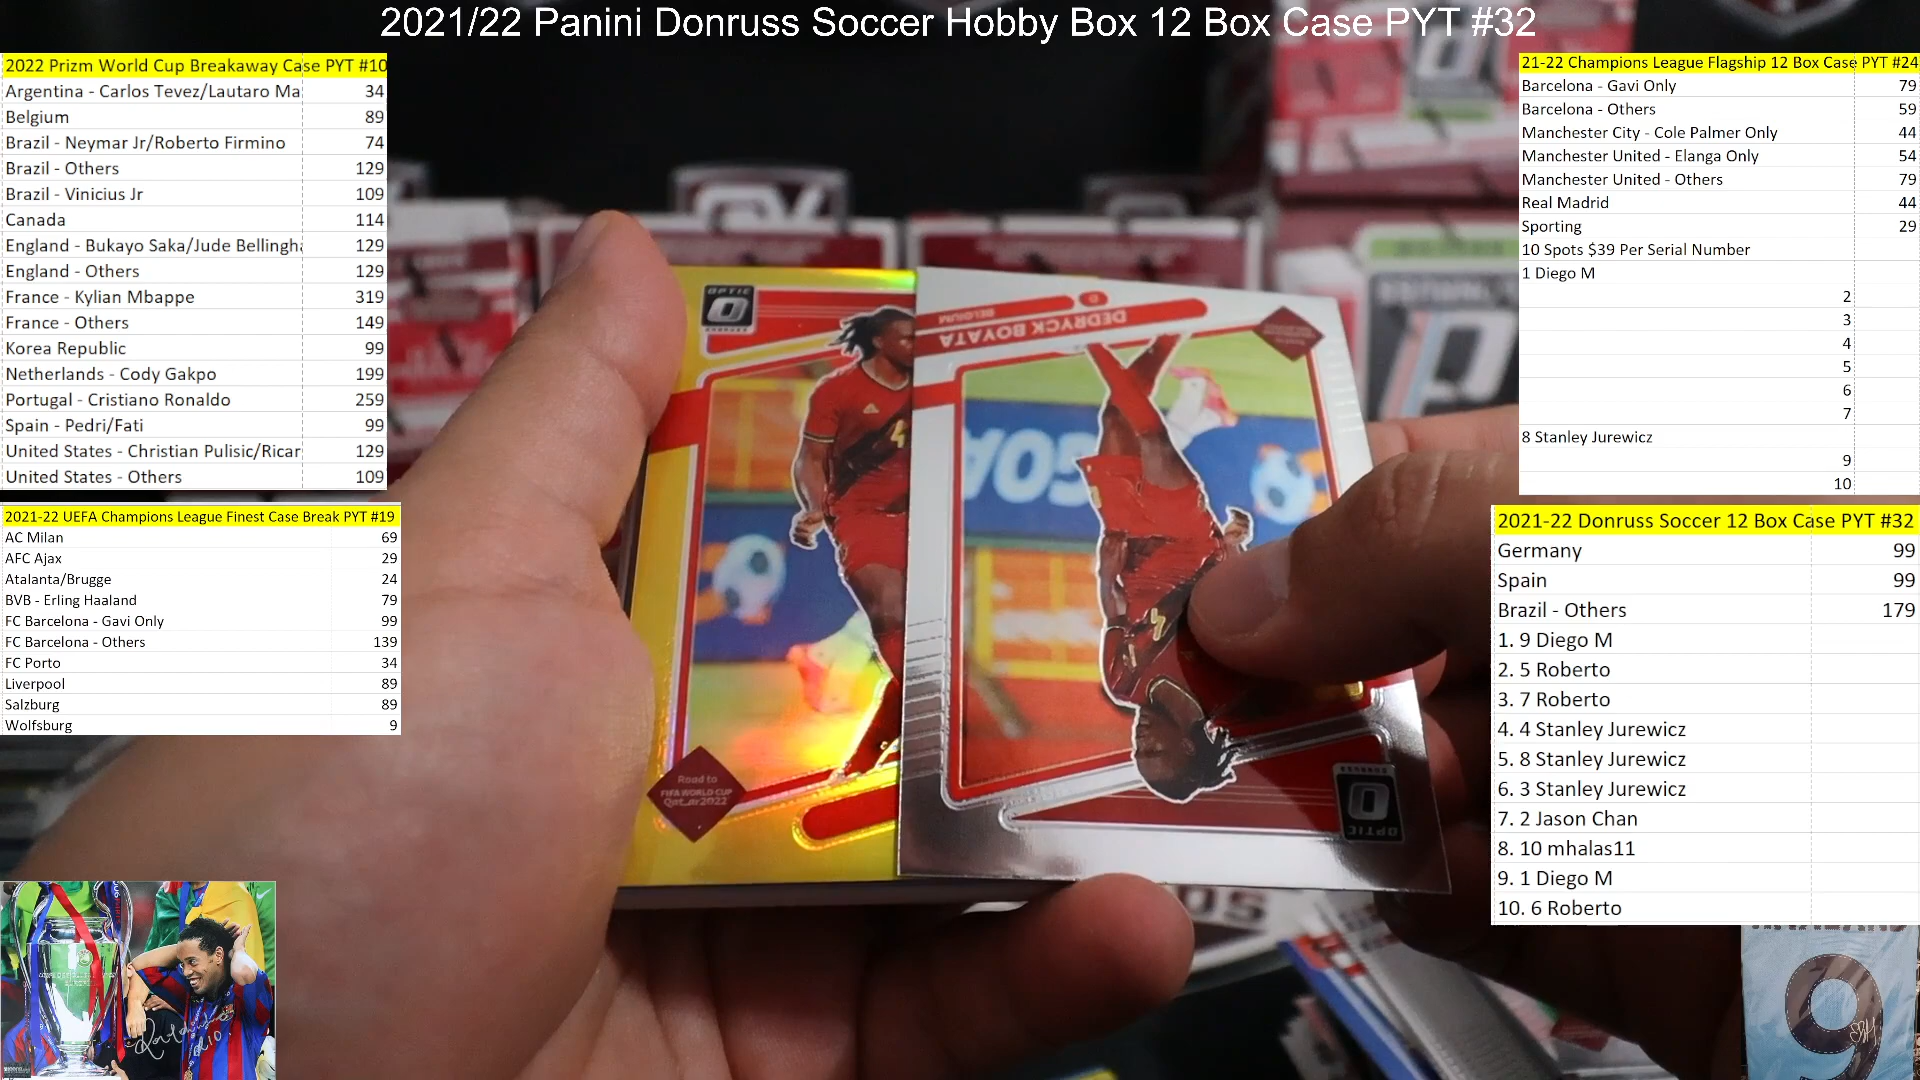 2021/22 Panini Donruss Soccer Hobby Box 12 Box Case PYT #32
2022 Prizm World Cup Breakaway Case PYT #10
Argentina - Carlos Tevez/Lautaro Ma 34
Belgium 89
Brazil - Neymar Jr/Roberto Firmino 74
Brazil - Others 129
Brazil - Vinicius Jr 109
Canada 114
England - Bukayo Saka/Jude Bellingh 129
England - Others 129
France - Kylian Mbappe 319
France - Others 149
Korea Republic 99
Netherlands - Cody Gakpo 199
Portugal - Cristiano Ronaldo 259
Spain - Pedri/Fati 99
United States - Christian Pulisic/Ricar 129
United States - Others 109
2021-22 UEFA Champions League Finest Case Break PYT #19
AC Milan 69
AFC Ajax 29
Atalanta/Brugge 24
BVB - Erling Haaland 79
FC Barcelona - Gavi Only 99
FC Barcelona - Others 139
FC Porto 34
Liverpool 89
Salzburg 89
Wolfsburg 9
OPTIC
Road to
FIFA WORLD CUP
Qatar2022
BELGIUM
DEDRYCK BOYATA
GOA
OPTIC
21-22 Champions League Flagship 12 Box Case PYT #24
Barcelona - Gavi Only 79
Barcelona - Others 59
Manchester City - Cole Palmer Only 44
Manchester United - Elanga Only 54
Manchester United - Others 79
Real Madrid 44
Sporting 29
10 Spots $39 Per Serial Number
1 Diego M
2
3
4
5
6
7
8 Stanley Jurewicz
9
10
2021-22 Donruss Soccer 12 Box Case PYT #32
Germany 99
Spain 99
Brazil - Others 179
1. 9 Diego M
2. 5 Roberto
3. 7 Roberto
4. 4 Stanley Jurewicz
5. 8 Stanley Jurewicz
6. 3 Stanley Jurewicz
7. 2 Jason Chan
8. 10 mhalas11
9. 1 Diego M
10. 6 Roberto
9